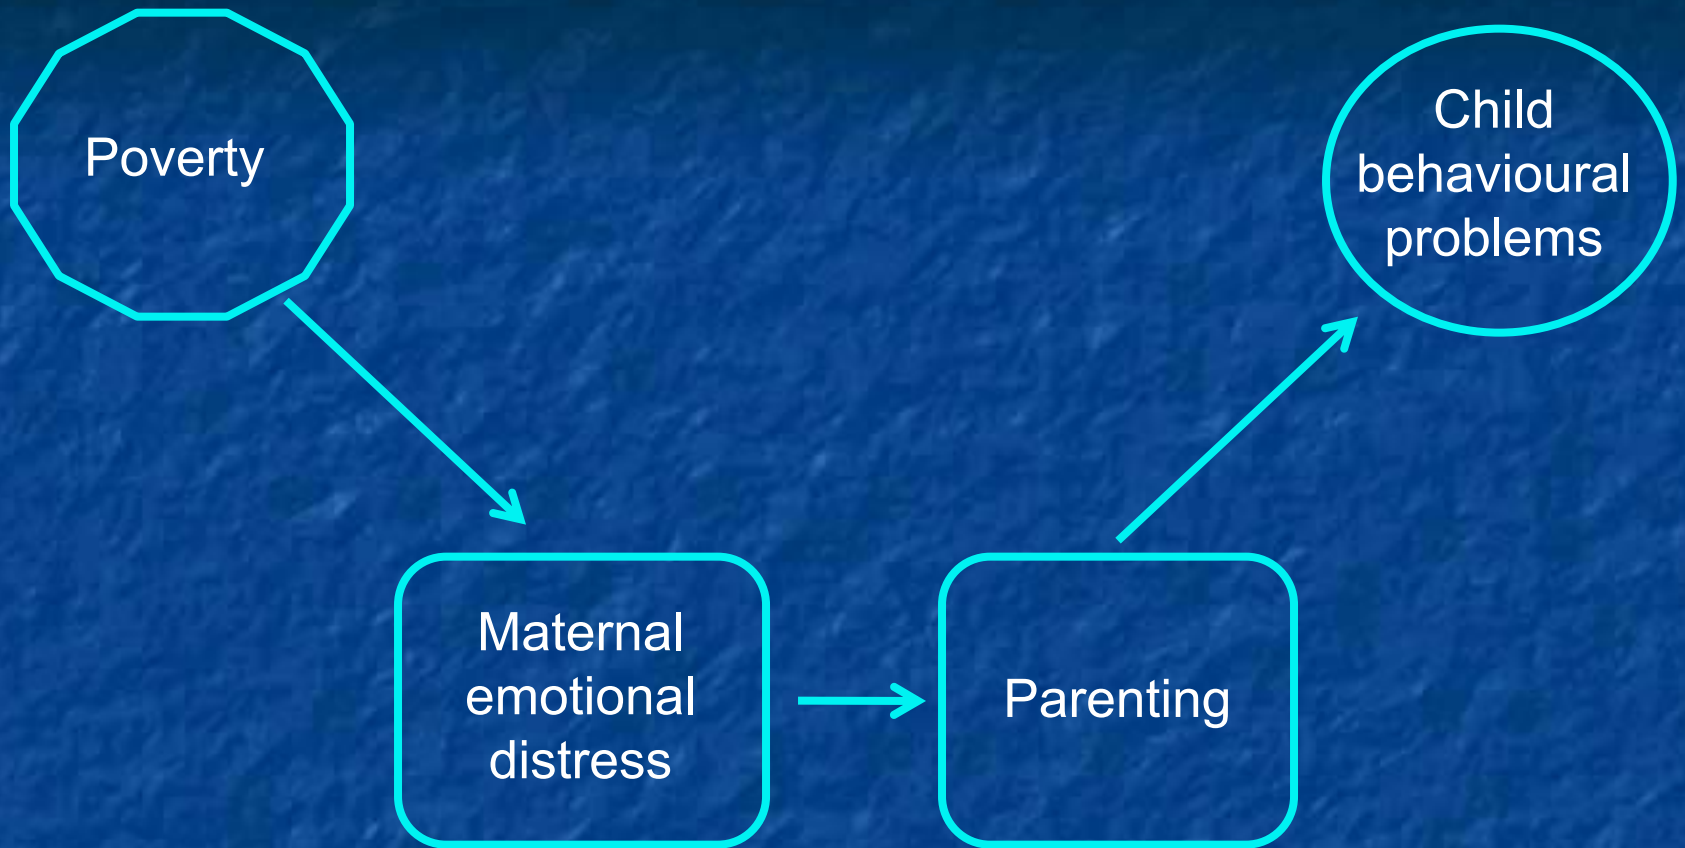 Poverty
Child
behavioural
problems
Maternal
emotional
distress
Parenting